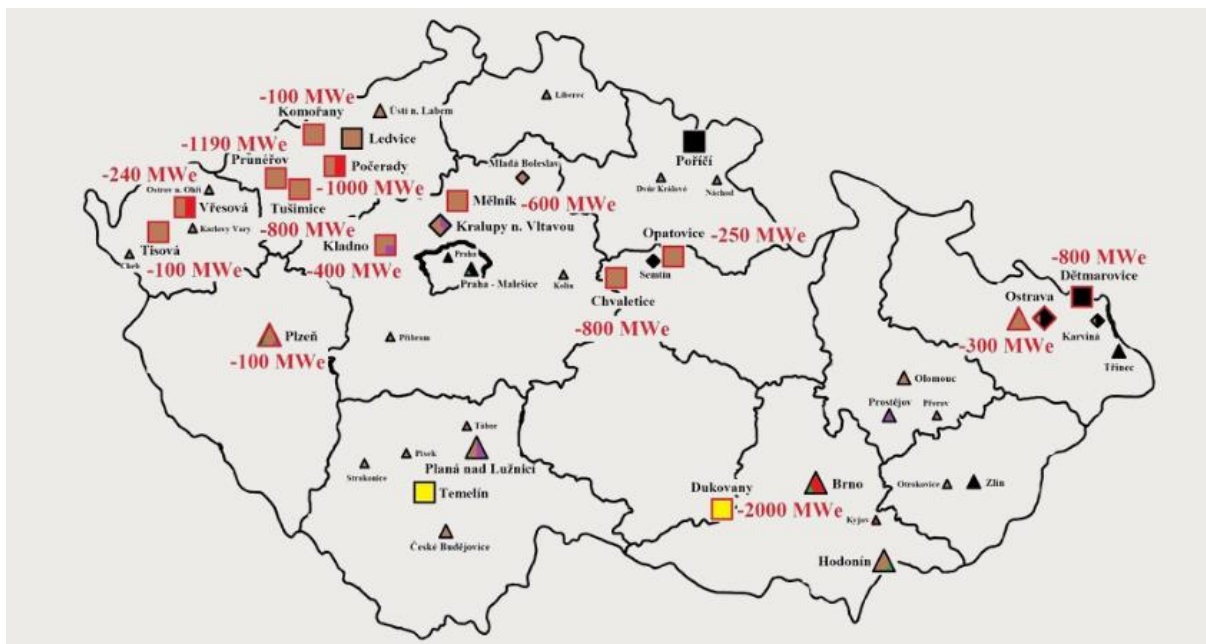 -100 MWe
Komořany
Ústí n. Labem
Liberec
Ledvice
-1190 MWe
Prunéřov
Počerady
Poříčí
-240 MWe
-1000 MWe
Mladá Boleslav
Ostrov n. Ohří
Tušimice
Mělník
-600 MWe
Dvůr Králové
Náchod
Vřesová
Karlovy Vary
-800 MWe
Kralupy n. Vltavou
Tisová
Kladno
Opatovice
-250 MWe
Cheb
-100 MWe
-400 MWe
Praha
Praha - Malešice
Kolín
Semtín
Chvaletice
-800 MWe
-800 MWe
Dětmarovice
Ostrava
-300 MWe
Karviná
Třinec
Plzeň
-100 MWe
Příbram
Olomouc
Prostějov
Přerov
Tábor
Písek
Strakonice
Planá nad Lužnicí
Temelín
České Budějovice
Dukovany
-2000 MWe
Brno
Otrokovice
Zlín
Kyjov
Hodonín